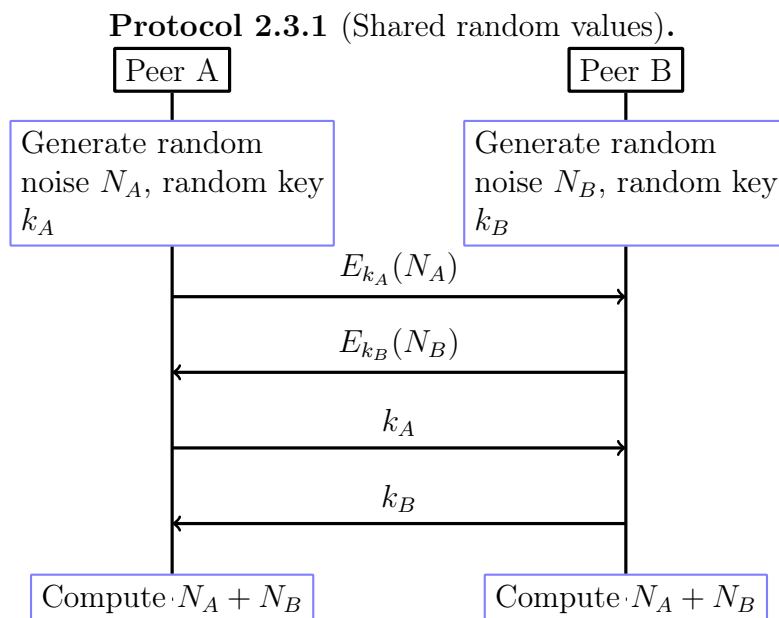 Protocol 2.3.1 (Shared random values).
Peer A
Peer B
Generate random
noise $N_A$, random key
$k_A$
Generate random
noise $N_B$, random key
$k_B$
$E_{k_A}(N_A)$
$E_{k_B}(N_B)$
$k_A$
$k_B$
Compute $N_A + N_B$
Compute $N_A + N_B$